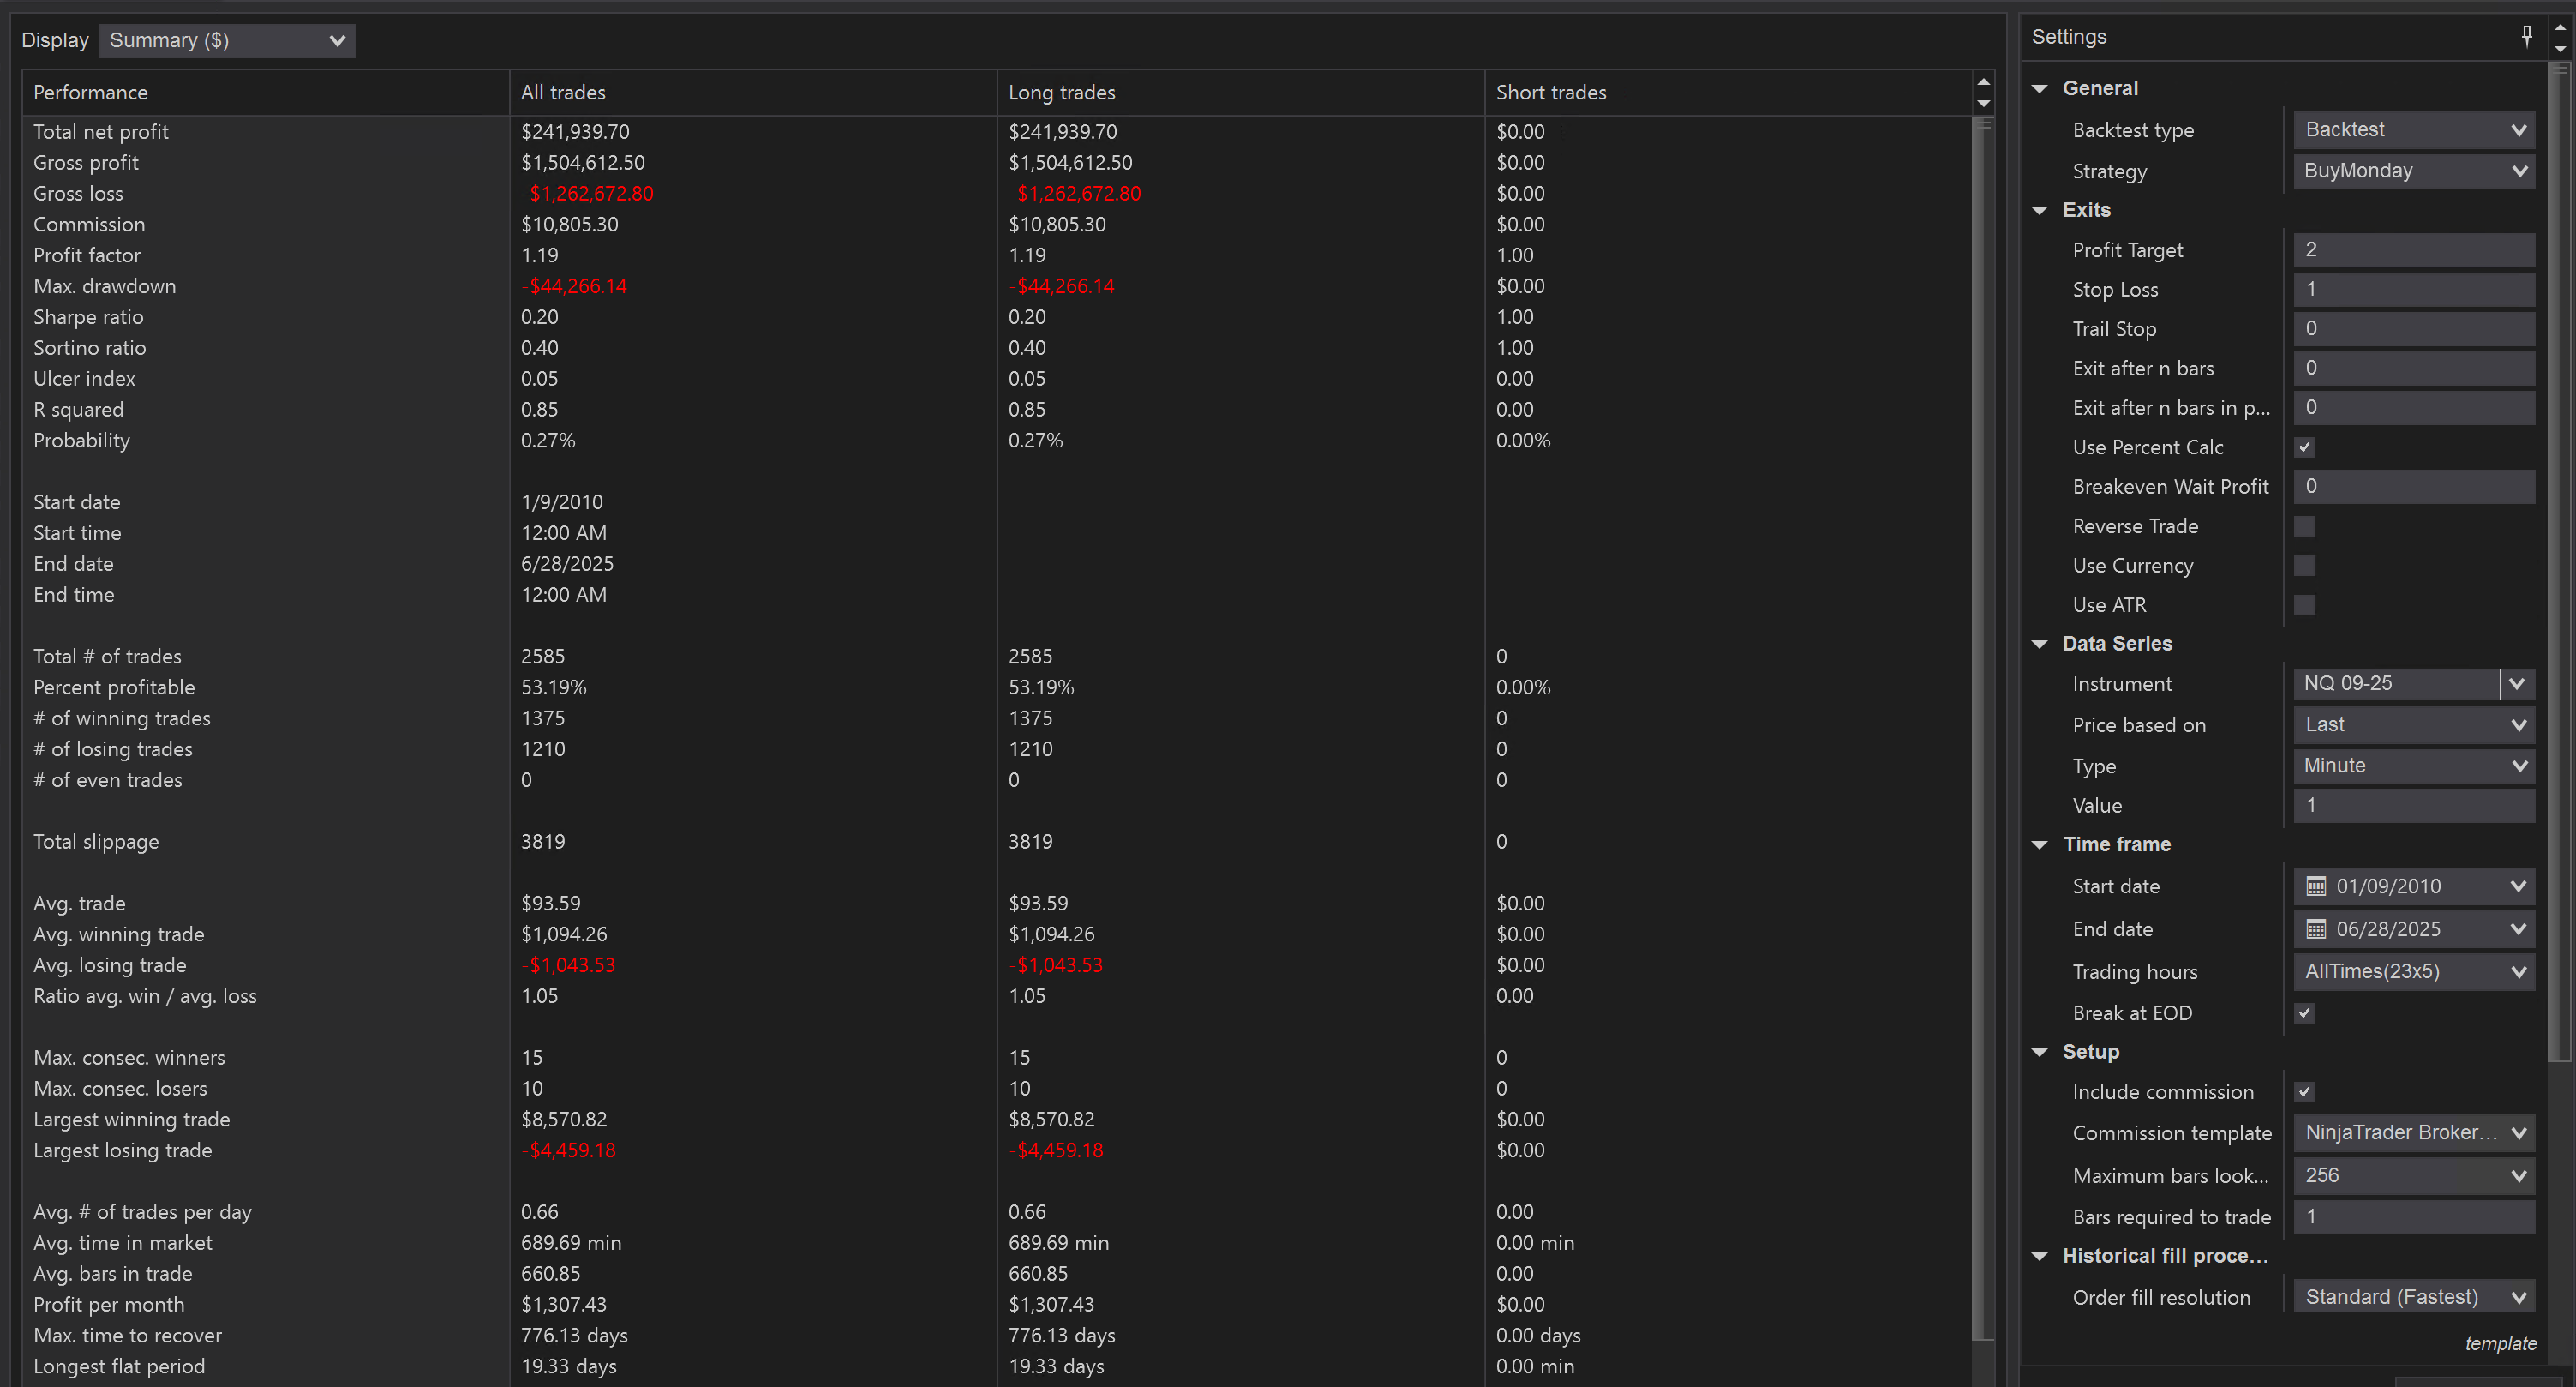 Display Summary ($)
Performance All trades Long trades Short trades
Total net profit $241,939.70 $241,939.70 $0.00
Gross profit $1,504,612.50 $1,504,612.50 $0.00
Gross loss -$1,262,672.80 -$1,262,672.80 $0.00
Commission $10,805.30 $10,805.30 $0.00
Profit factor 1.19 1.19 1.00
Max. drawdown -$44,266.14 -$44,266.14 $0.00
Sharpe ratio 0.20 0.20 1.00
Sortino ratio 0.40 0.40 1.00
Ulcer index 0.05 0.05 0.00
R squared 0.85 0.85 0.00
Probability 0.27% 0.27% 0.00%
Start date 1/9/2010
Start time 12:00 AM
End date 6/28/2025
End time 12:00 AM
Total # of trades 2585 2585 0
Percent profitable 53.19% 53.19% 0.00%
# of winning trades 1375 1375 0
# of losing trades 1210 1210 0
# of even trades 0 0 0
Total slippage 3819 3819 0
Avg. trade $93.59 $93.59 $0.00
Avg. winning trade $1,094.26 $1,094.26 $0.00
Avg. losing trade -$1,043.53 -$1,043.53 $0.00
Ratio avg. win / avg. loss 1.05 1.05 0.00
Max. consec. winners 15 15 0
Max. consec. losers 10 10 0
Largest winning trade $8,570.82 $8,570.82 $0.00
Largest losing trade -$4,459.18 -$4,459.18 $0.00
Avg. # of trades per day 0.66 0.66 0.00
Avg. time in market 689.69 min 689.69 min 0.00 min
Avg. bars in trade 660.85 660.85 0.00
Profit per month $1,307.43 $1,307.43 $0.00
Max. time to recover 776.13 days 776.13 days 0.00 days
Longest flat period 19.33 days 19.33 days 0.00 min
Settings
General
Backtest type Backtest
Strategy BuyMonday
Exits
Profit Target 2
Stop Loss 1
Trail Stop 0
Exit after n bars 0
Exit after n bars in p... 0
Use Percent Calc
Breakeven Wait Profit 0
Reverse Trade
Use Currency
Use ATR
Data Series
Instrument NQ 09-25
Price based on Last
Type Minute
Value 1
Time frame
Start date 01/09/2010
End date 06/28/2025
Trading hours AllTimes(23x5)
Break at EOD
Setup
Include commission
Commission template NinjaTrader Broker...
Maximum bars look... 256
Bars required to trade 1
Historical fill proce...
Order fill resolution Standard (Fastest)
template